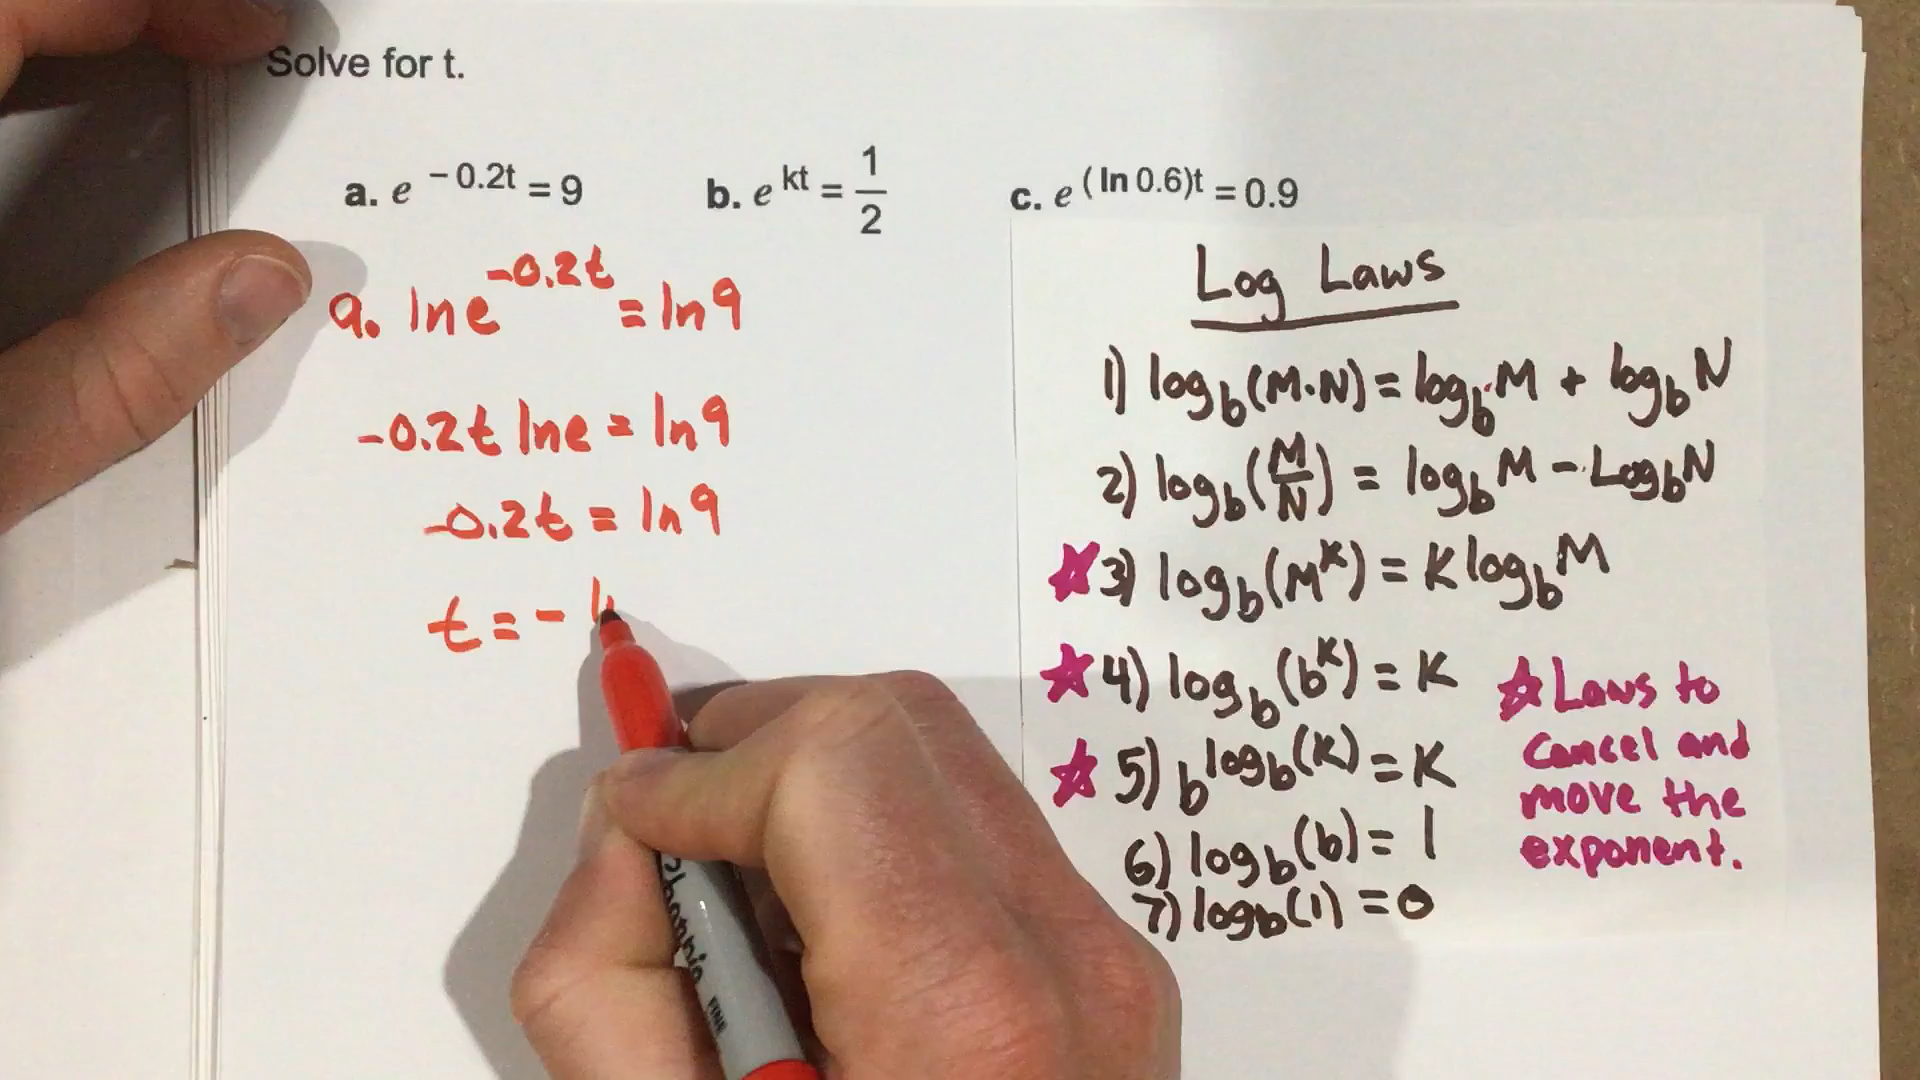 Solve for t.
a. e^(-0.2t) = 9
b. e^(kt) = 1/2
c. e^((ln 0.6)t) = 0.9
a. ln e^(-0.2t) = ln 9
-0.2t ln e = ln 9
-0.2t = ln 9
t = -
Log Laws
1) log_b(M·N) = log_b M + log_b N
2) log_b(M/N) = log_b M - Log_b N
☆3) log_b(M^K) = K log_b M
☆4) log_b(b^K) = K
☆5) b^(log_b(K)) = K
6) log_b(b) = 1
7) log_b(1) = 0
☆ Laws to
cancel and
move the
exponent.
Sharpie
FINE